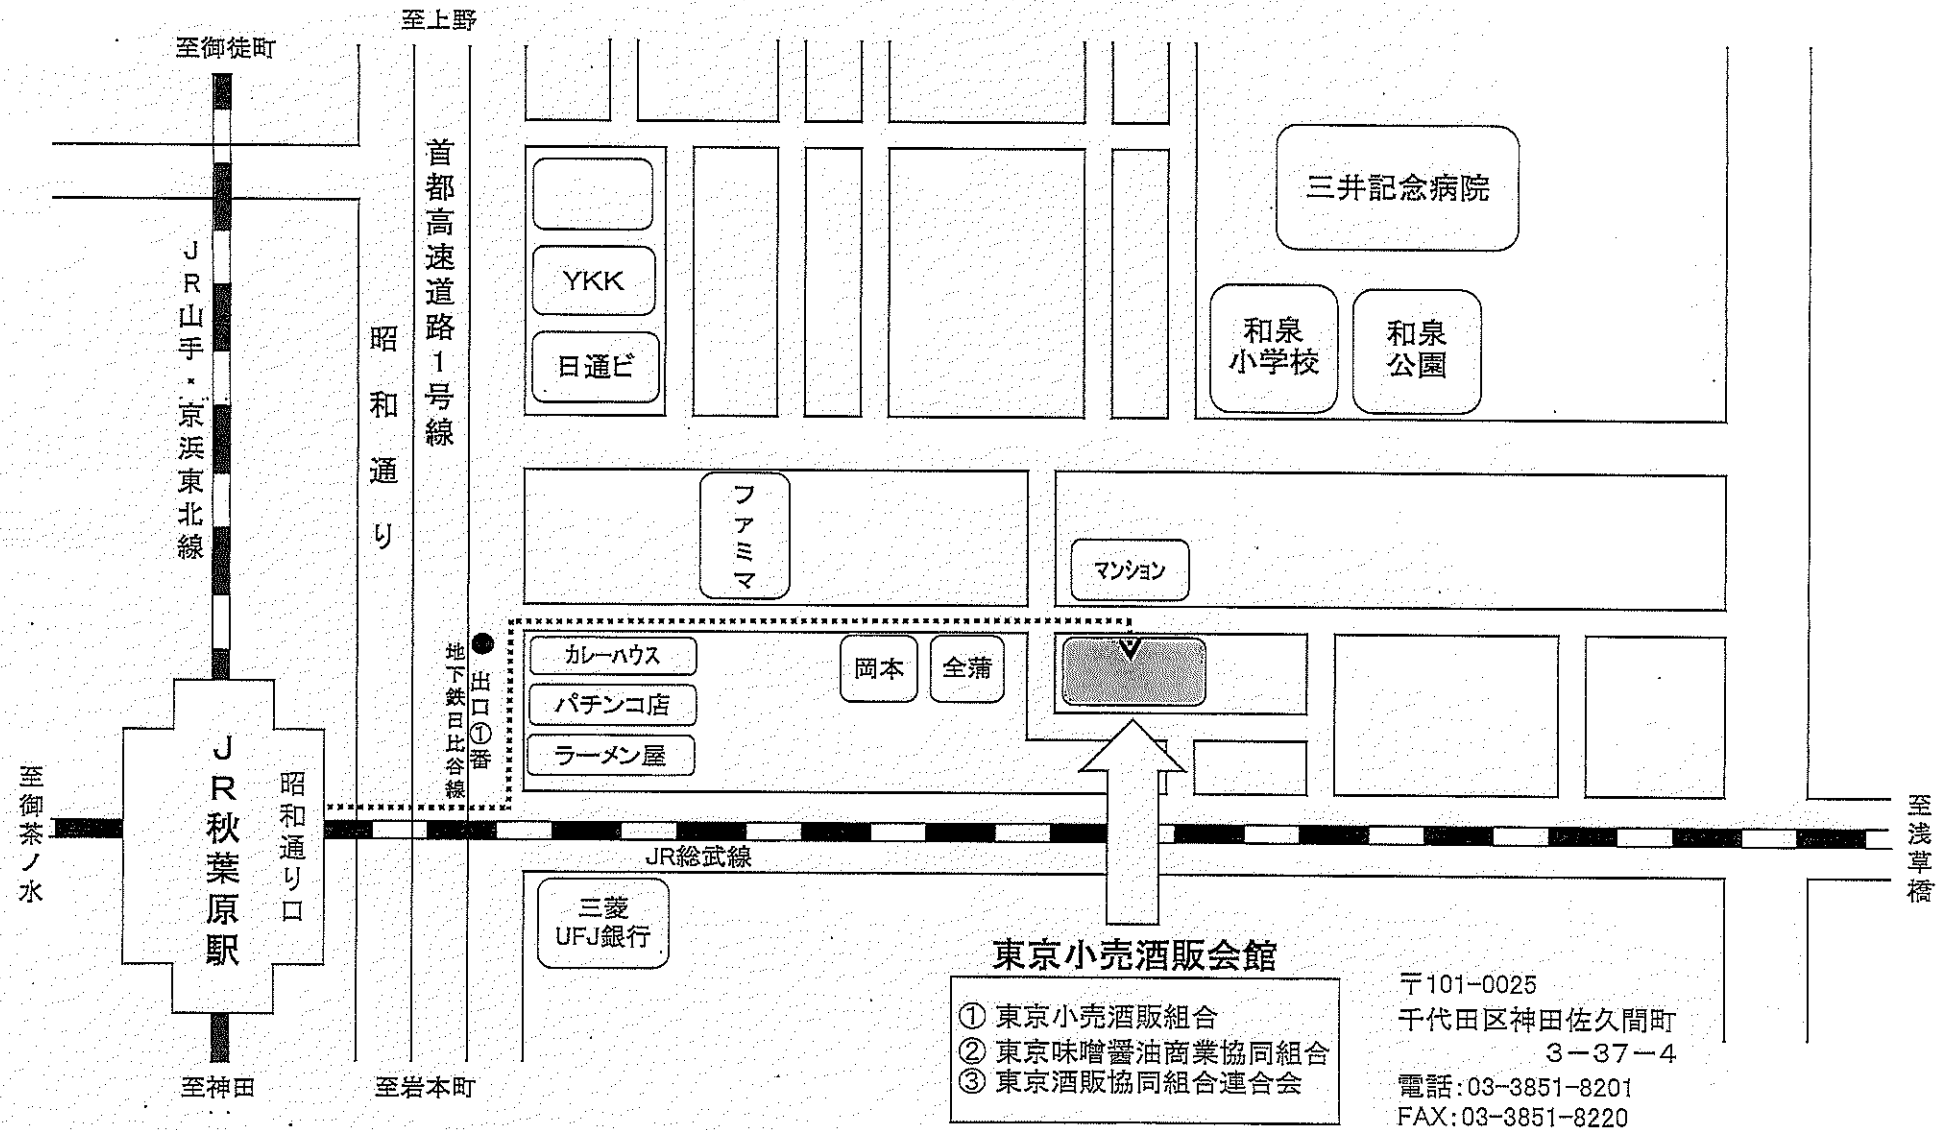 至上野
至御徒町
首都高速道路1号線
三井記念病院
JR山手・京浜東北線
YKK
昭和通り
和泉
小学校
和泉
公園
日通ビ
ファミマ
マンション
カレーハウス
岡本
全蒲
パチンコ店
ラーメン屋
地下鉄日比谷線
出口①番
JR秋葉原駅
昭和通り口
至御茶ノ水
至浅草橋
JR総武線
三菱
UFJ銀行
東京小売酒販会館
① 東京小売酒販組合
② 東京味噌醤油商業協同組合
③ 東京酒販協同組合連合会
〒101-0025
千代田区神田佐久間町
3-37-4
電話:03-3851-8201
FAX:03-3851-8220
至神田
至岩本町